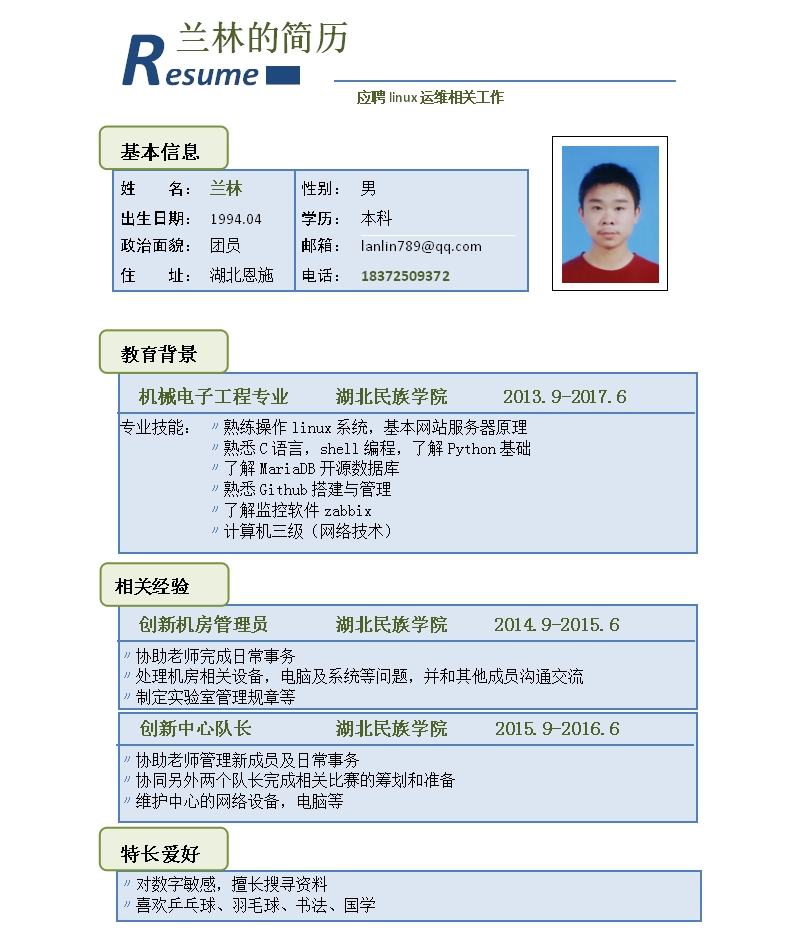 兰林的简历
Resume
应聘 linux 运维相关工作
基本信息
姓 名： 兰林 性别： 男
出生日期： 1994.04 学历： 本科
政治面貌： 团员 邮箱： lanlin789@qq.com
住 址： 湖北恩施 电话： 18372509372
教育背景
机械电子工程专业 湖北民族学院 2013.9-2017.6
专业技能： 〃熟练操作 linux 系统，基本网站服务器原理
〃熟悉 C 语言，shell 编程，了解 Python 基础
〃了解 MariaDB 开源数据库
〃熟悉 Github 搭建与管理
〃了解监控软件 zabbix
〃计算机三级（网络技术）
相关经验
创新机房管理员 湖北民族学院 2014.9-2015.6
〃协助老师完成日常事务
〃处理机房相关设备，电脑及系统等问题，并和其他成员沟通交流
〃制定实验室管理规章等
创新中心队长 湖北民族学院 2015.9-2016.6
〃协助老师管理新成员及日常事务
〃协同另外两个队长完成相关比赛的筹划和准备
〃维护中心的网络设备，电脑等
特长爱好
〃对数字敏感，擅长搜寻资料
〃喜欢乒乓球、羽毛球、书法、国学